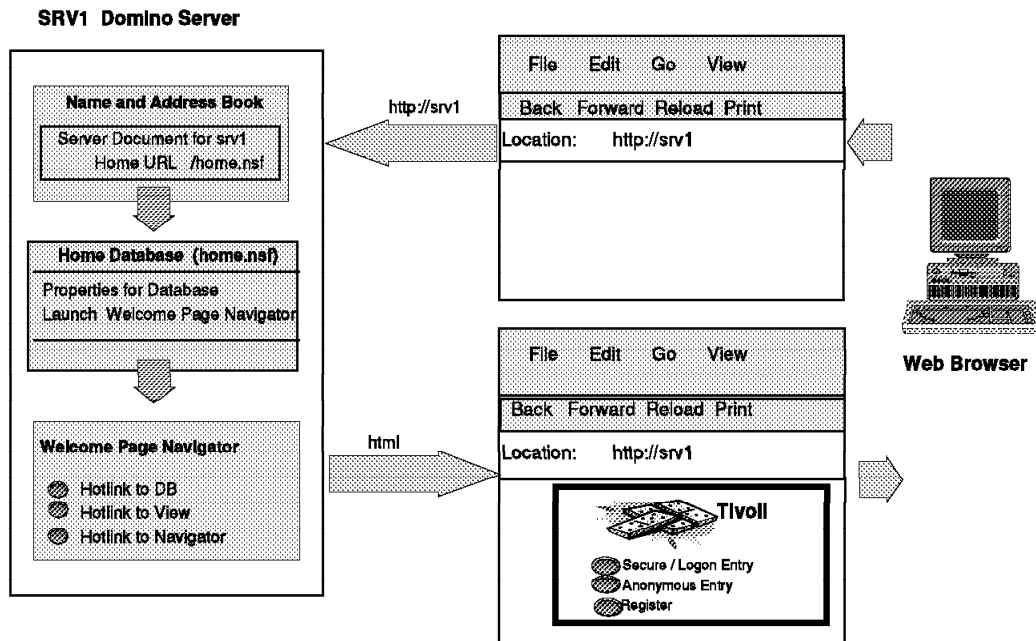 SRV1 Domino Server
Name and Address Book
Server Document for srv1
Home URL /home.nsf
Home Database (home.nsf)
Properties for Database
Launch Welcome Page Navigator
Welcome Page Navigator
Hotlink to DB
Hotlink to View
Hotlink to Navigator
http://srv1
html
File Edit Go View
Back Forward Reload Print
Location: http://srv1
File Edit Go View
Back Forward Reload Print
Location: http://srv1
Tivoli
Secure / Logon Entry
Anonymous Entry
Register
Web Browser